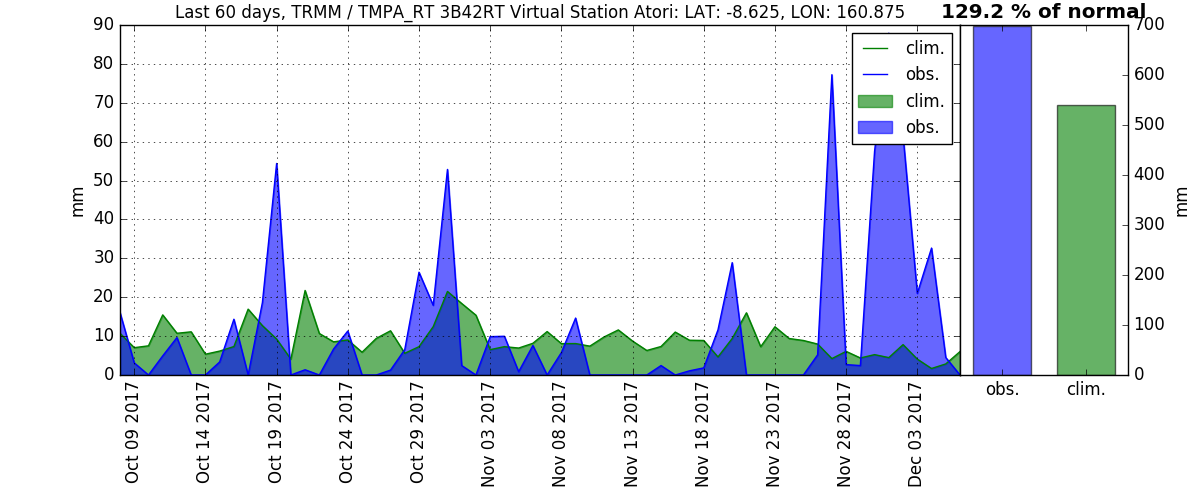 Last 60 days, TRMM / TMPA_RT 3B42RT Virtual Station Atori: LAT: -8.625, LON: 160.875
129.2 % of normal
90
80
70
60
50
40
30
20
10
0
mm
clim.
obs.
clim.
obs.
700
600
500
400
300
200
100
0
mm
obs.
clim.
Oct 09 2017
Oct 14 2017
Oct 19 2017
Oct 24 2017
Oct 29 2017
Nov 03 2017
Nov 08 2017
Nov 13 2017
Nov 18 2017
Nov 23 2017
Nov 28 2017
Dec 03 2017